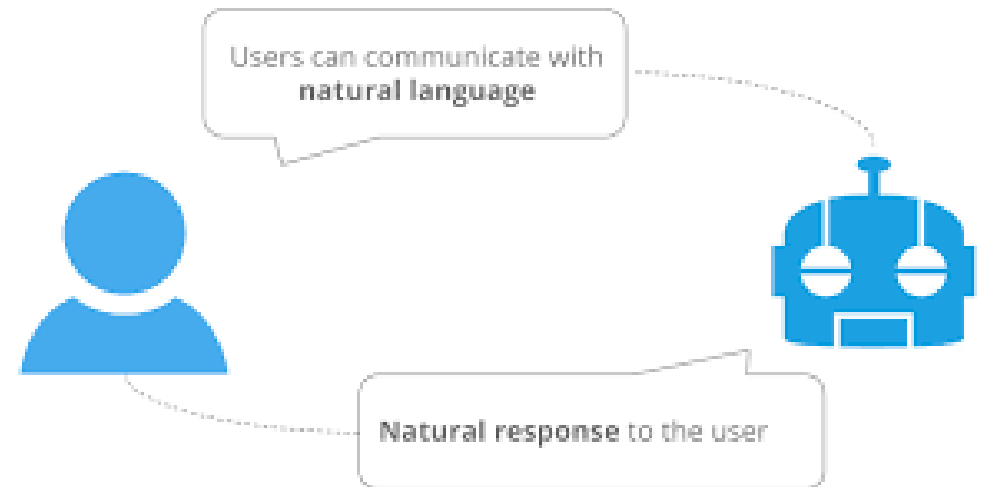 Users can communicate with
natural language
Natural response to the user